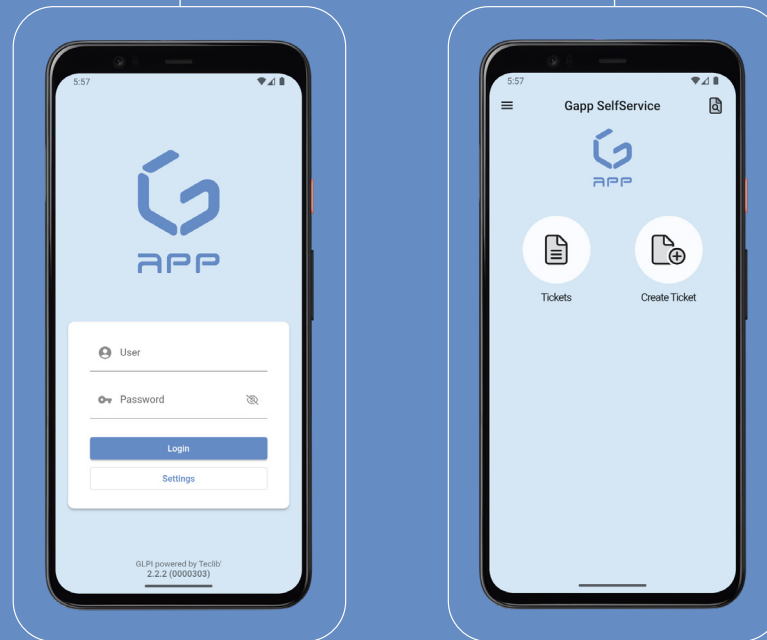 5:57
APP
User
Password
Login
Settings
GLPI powered by Teclib'
2.2.2 (0000303)
5:57
Gapp SelfService
APP
Tickets
Create Ticket